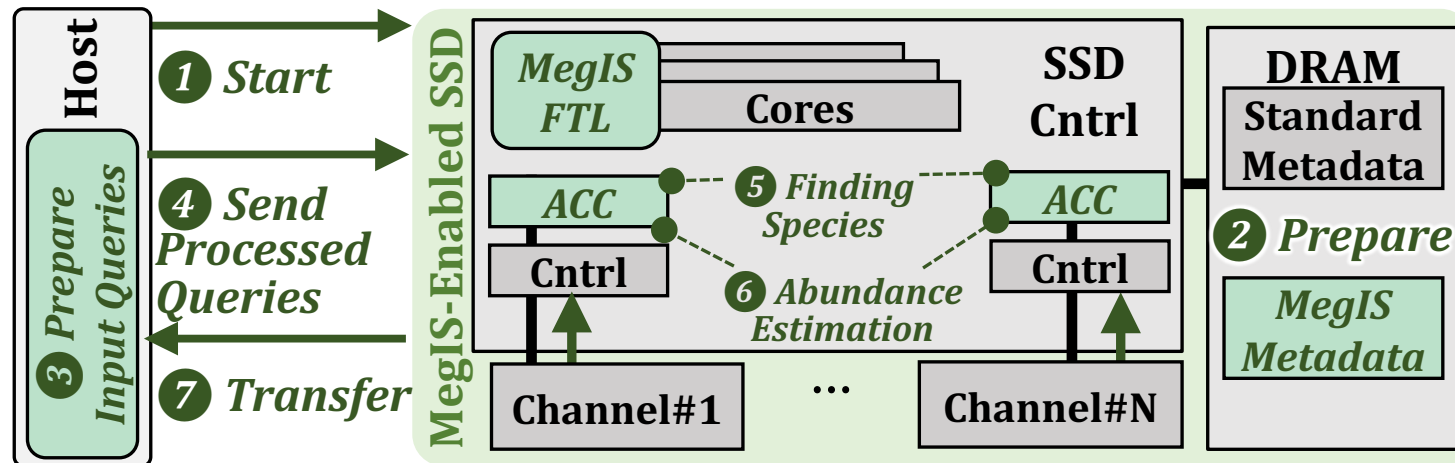 Host
1 Start
3 Prepare
Input Queries
4 Send
Processed
Queries
7 Transfer
MegIS-Enabled SSD
MegIS
FTL
Cores
SSD
Cntrl
ACC
5 Finding
Species
ACC
Cntrl
6 Abundance
Estimation
Cntrl
Channel#1
...
Channel#N
DRAM
Standard
Metadata
2 Prepare
MegIS
Metadata